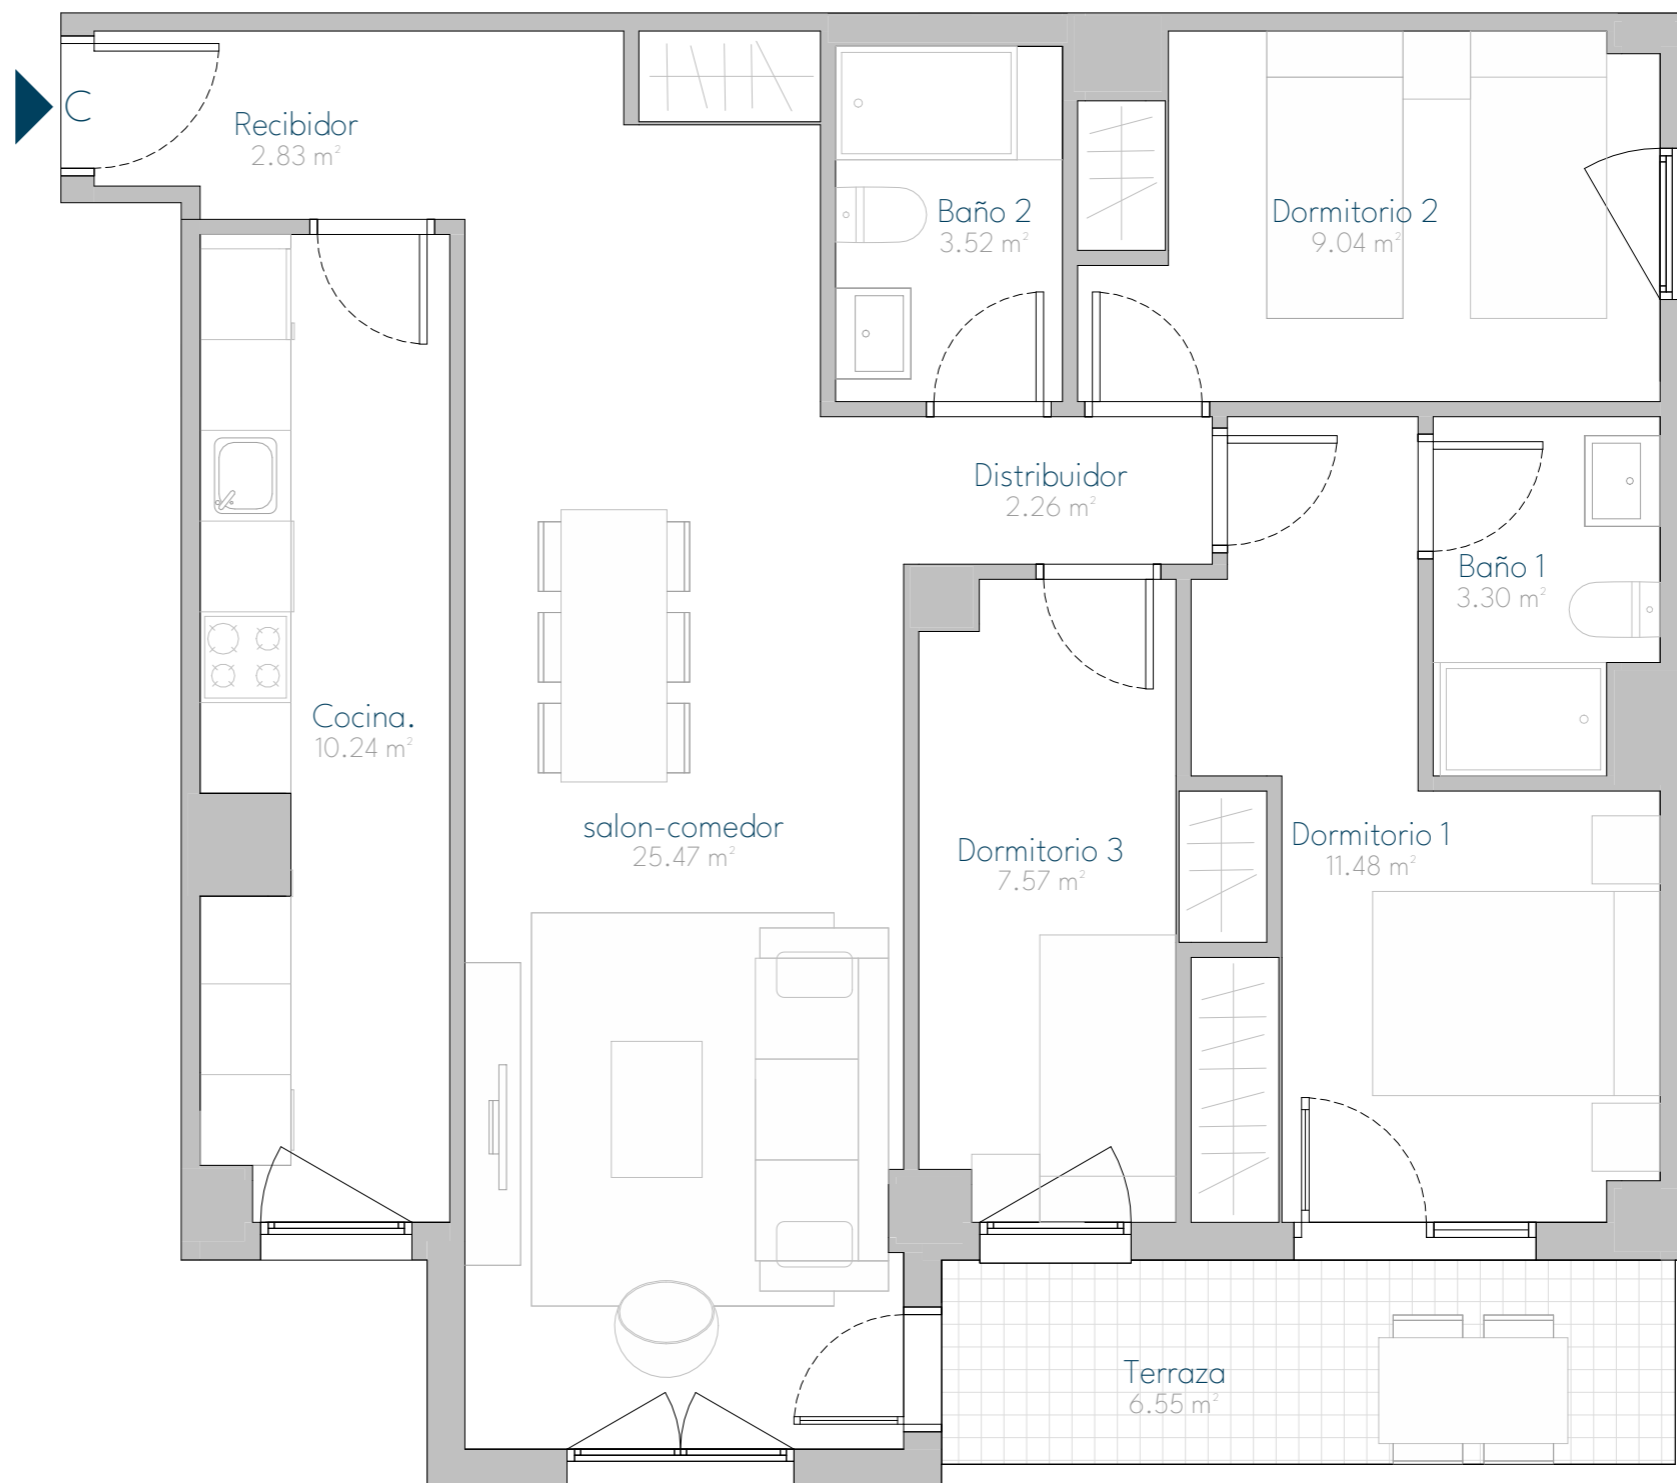 C
Recibidor
2.83 m²
Baño 2
3.52 m²
Dormitorio 2
9.04 m²
Distribuidor
2.26 m²
Baño 1
3.30 m²
Cocina.
10.24 m²
salon-comedor
25.47 m²
Dormitorio 3
7.57 m²
Dormitorio 1
11.48 m²
Terraza
6.55 m²